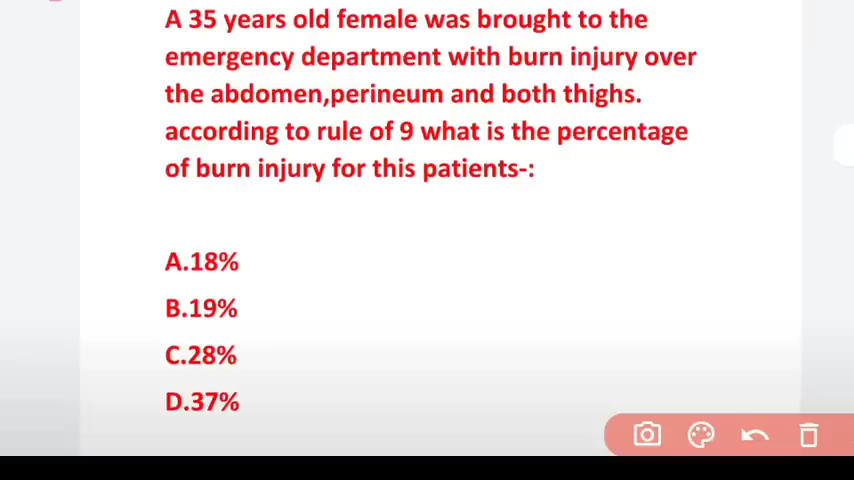 A 35 years old female was brought to the
emergency department with burn injury over
the abdomen,perineum and both thighs.
according to rule of 9 what is the percentage
of burn injury for this patients-:
A.18%
B.19%
C.28%
D.37%